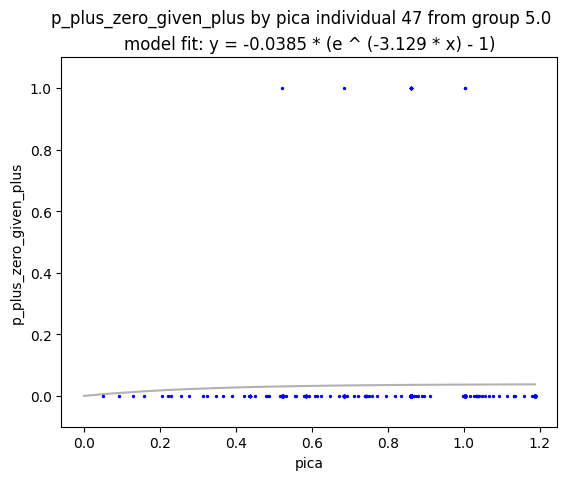 p_plus_zero_given_plus by pica individual 47 from group 5.0
model fit: y = -0.0385 * (e ^ (-3.129 * x) - 1)
1.0
0.8
0.6
0.4
0.2
0.0
p_plus_zero_given_plus
0.0 0.2 0.4 0.6 0.8 1.0 1.2
pica